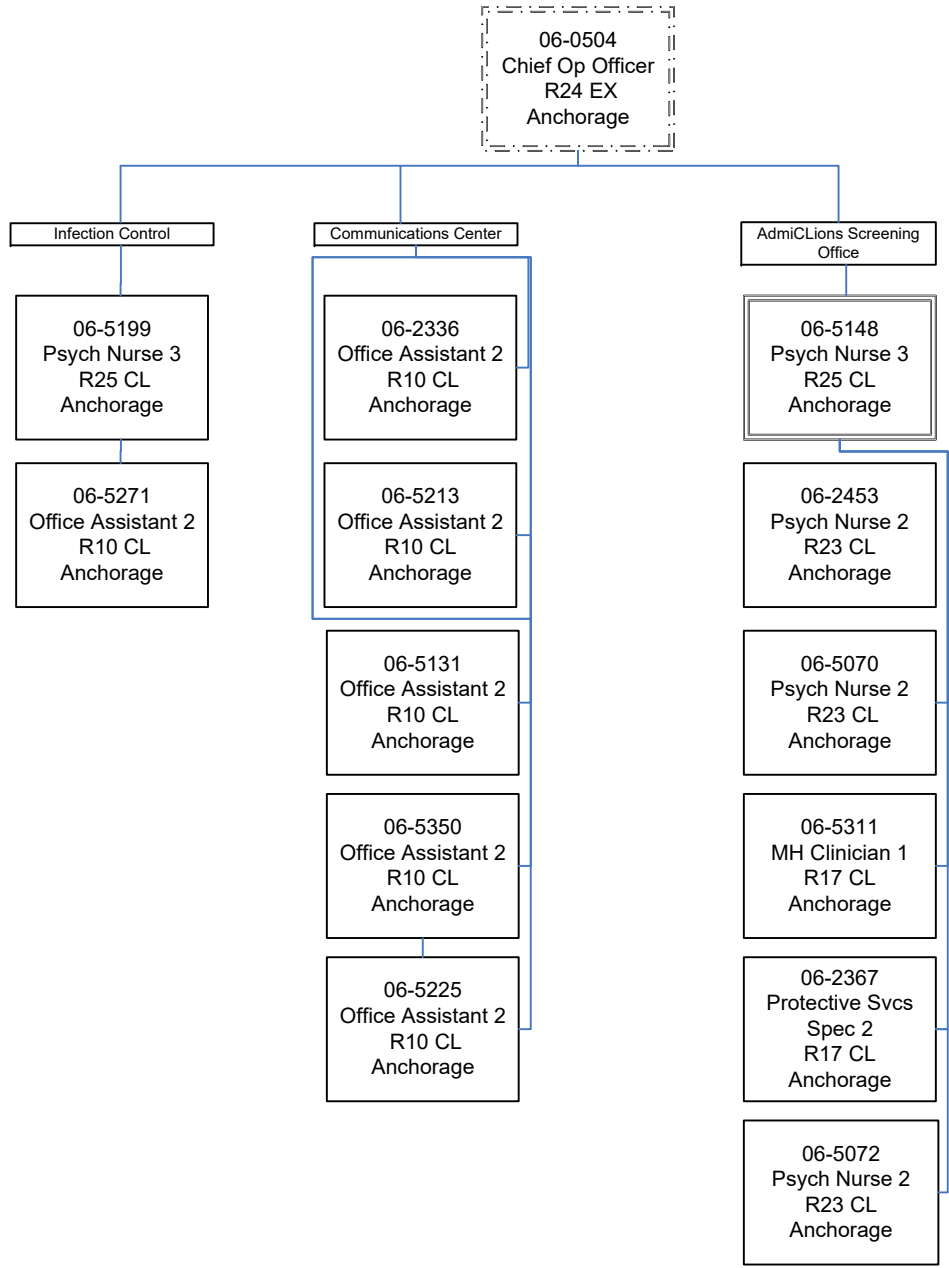 06-0504
Chief Op Officer
R24 EX
Anchorage
Infection Control
06-5199
Psych Nurse 3
R25 CL
Anchorage
06-5271
Office Assistant 2
R10 CL
Anchorage
Communications Center
06-2336
Office Assistant 2
R10 CL
Anchorage
06-5213
Office Assistant 2
R10 CL
Anchorage
06-5131
Office Assistant 2
R10 CL
Anchorage
06-5350
Office Assistant 2
R10 CL
Anchorage
06-5225
Office Assistant 2
R10 CL
Anchorage
AdmiCLions Screening
Office
06-5148
Psych Nurse 3
R25 CL
Anchorage
06-2453
Psych Nurse 2
R23 CL
Anchorage
06-5070
Psych Nurse 2
R23 CL
Anchorage
06-5311
MH Clinician 1
R17 CL
Anchorage
06-2367
Protective Svcs
Spec 2
R17 CL
Anchorage
06-5072
Psych Nurse 2
R23 CL
Anchorage